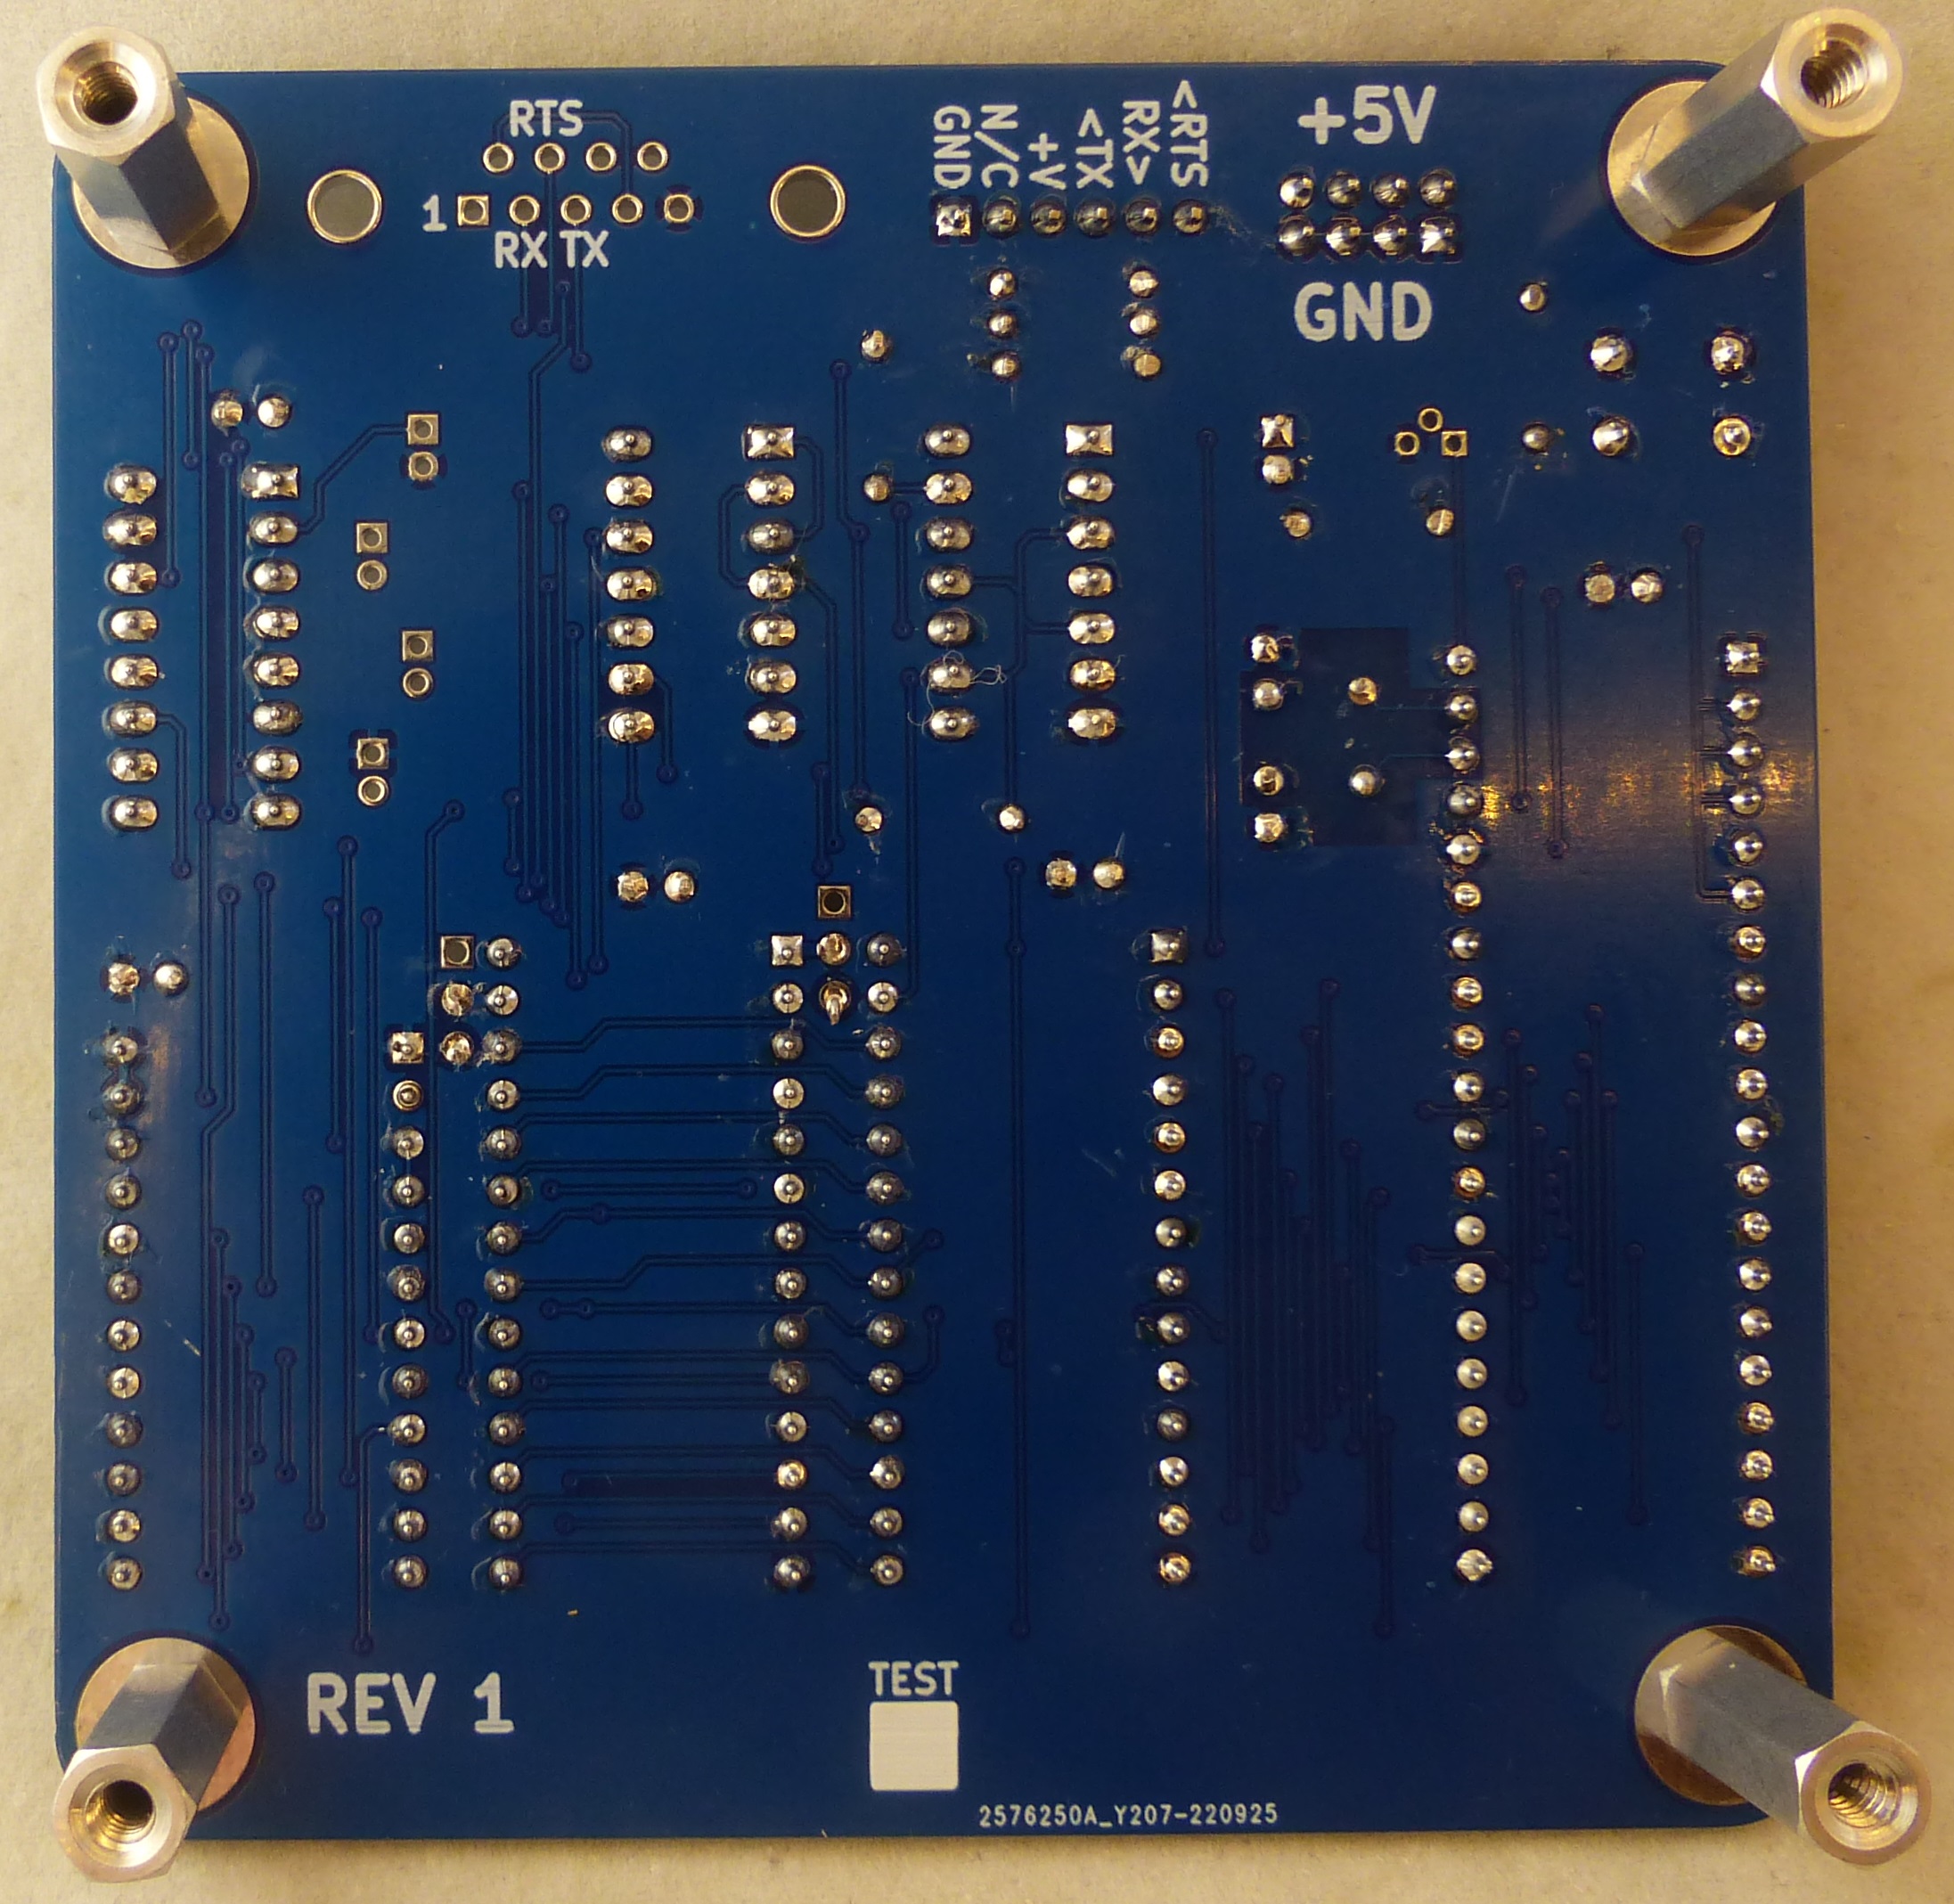 RTS
1
RX TX
GND
N/C
+V
<TX
RX>
<RTS
+5V
GND
REV 1
TEST
2576250A_Y207-220925